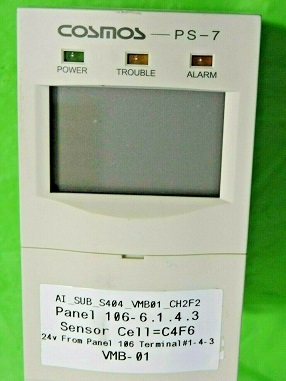 COSMOS — PS-7
POWER TROUBLE ALARM
AI_SUB_S404_VMB01_CH2F2
Panel 106-6.1.4.3
Sensor Cell=C4F6
24v From Panel 106 Terminal#1-4-3
VMB-01